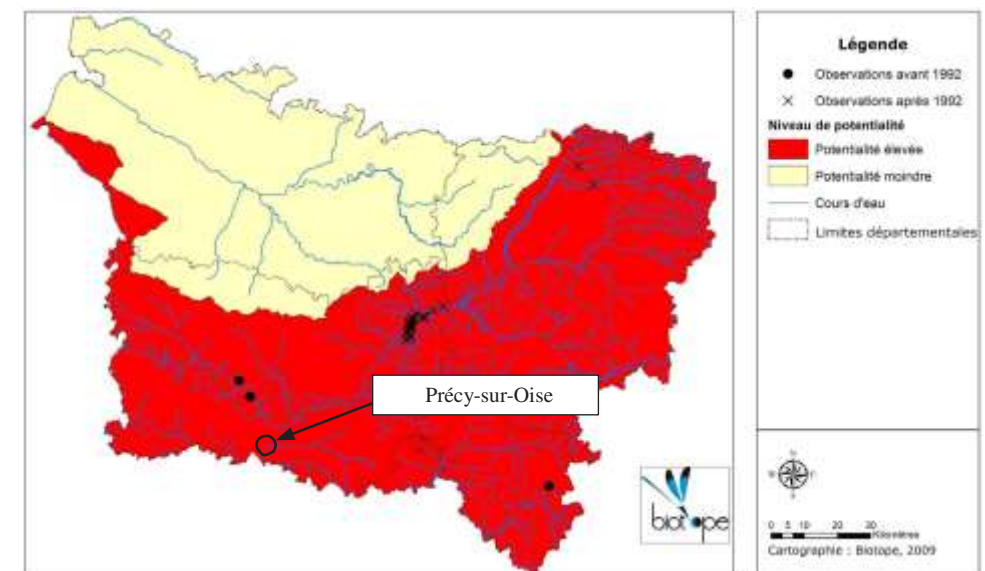 Légende
Observations avant 1992
Observations après 1992
Niveau de potentialité
Potentialité élevée
Potentialité moindre
Cours d'eau
Limites départementales
Précy-sur-Oise
biotope
0 5 10 20 30
Kilomètres
Cartographie : Biotope, 2009